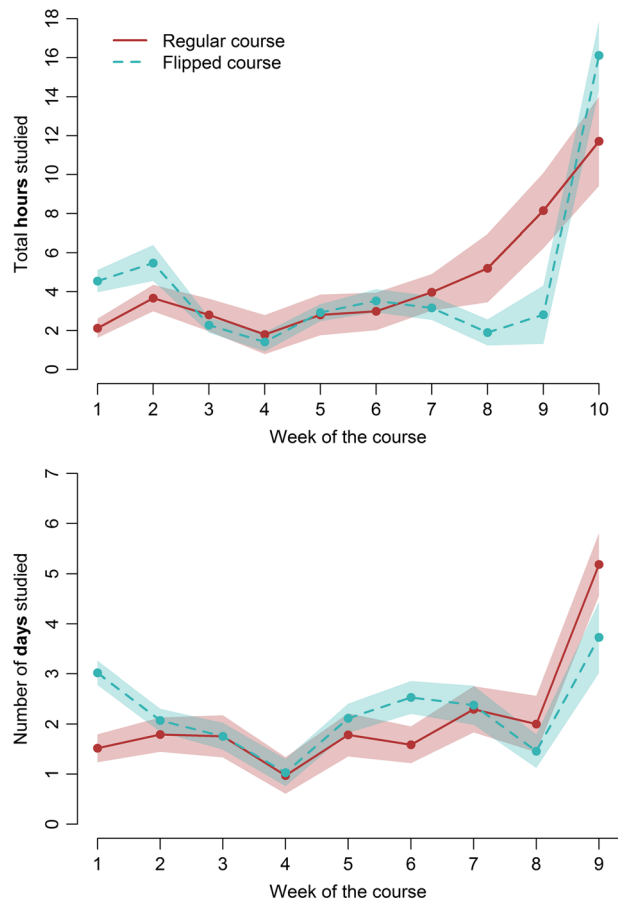 18
16
14
12
10
8
6
4
2
0
Total hours studied
Regular course
Flipped course
1 2 3 4 5 6 7 8 9 10
Week of the course
7
6
5
4
3
2
1
0
Number of days studied
1 2 3 4 5 6 7 8 9
Week of the course